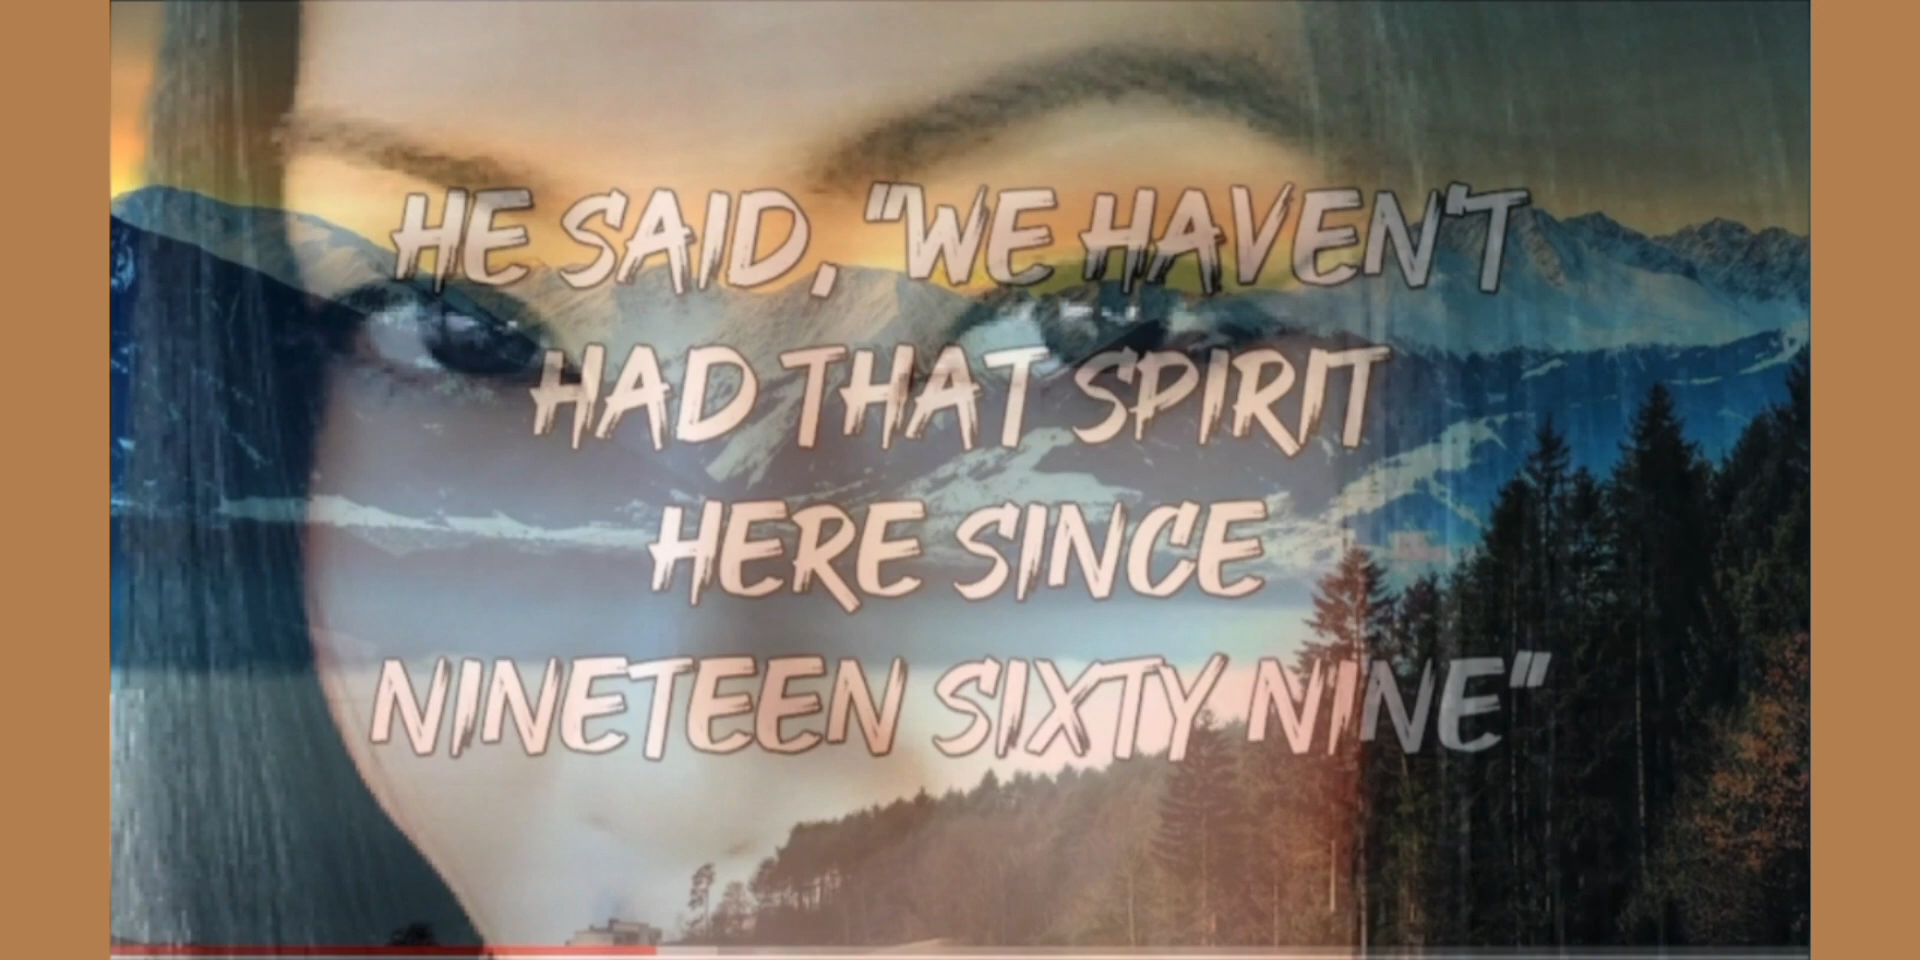 HE SAID, "WE HAVEN'T
HAD THAT SPIRIT
HERE SINCE
NINETEEN SIXTY NINE"